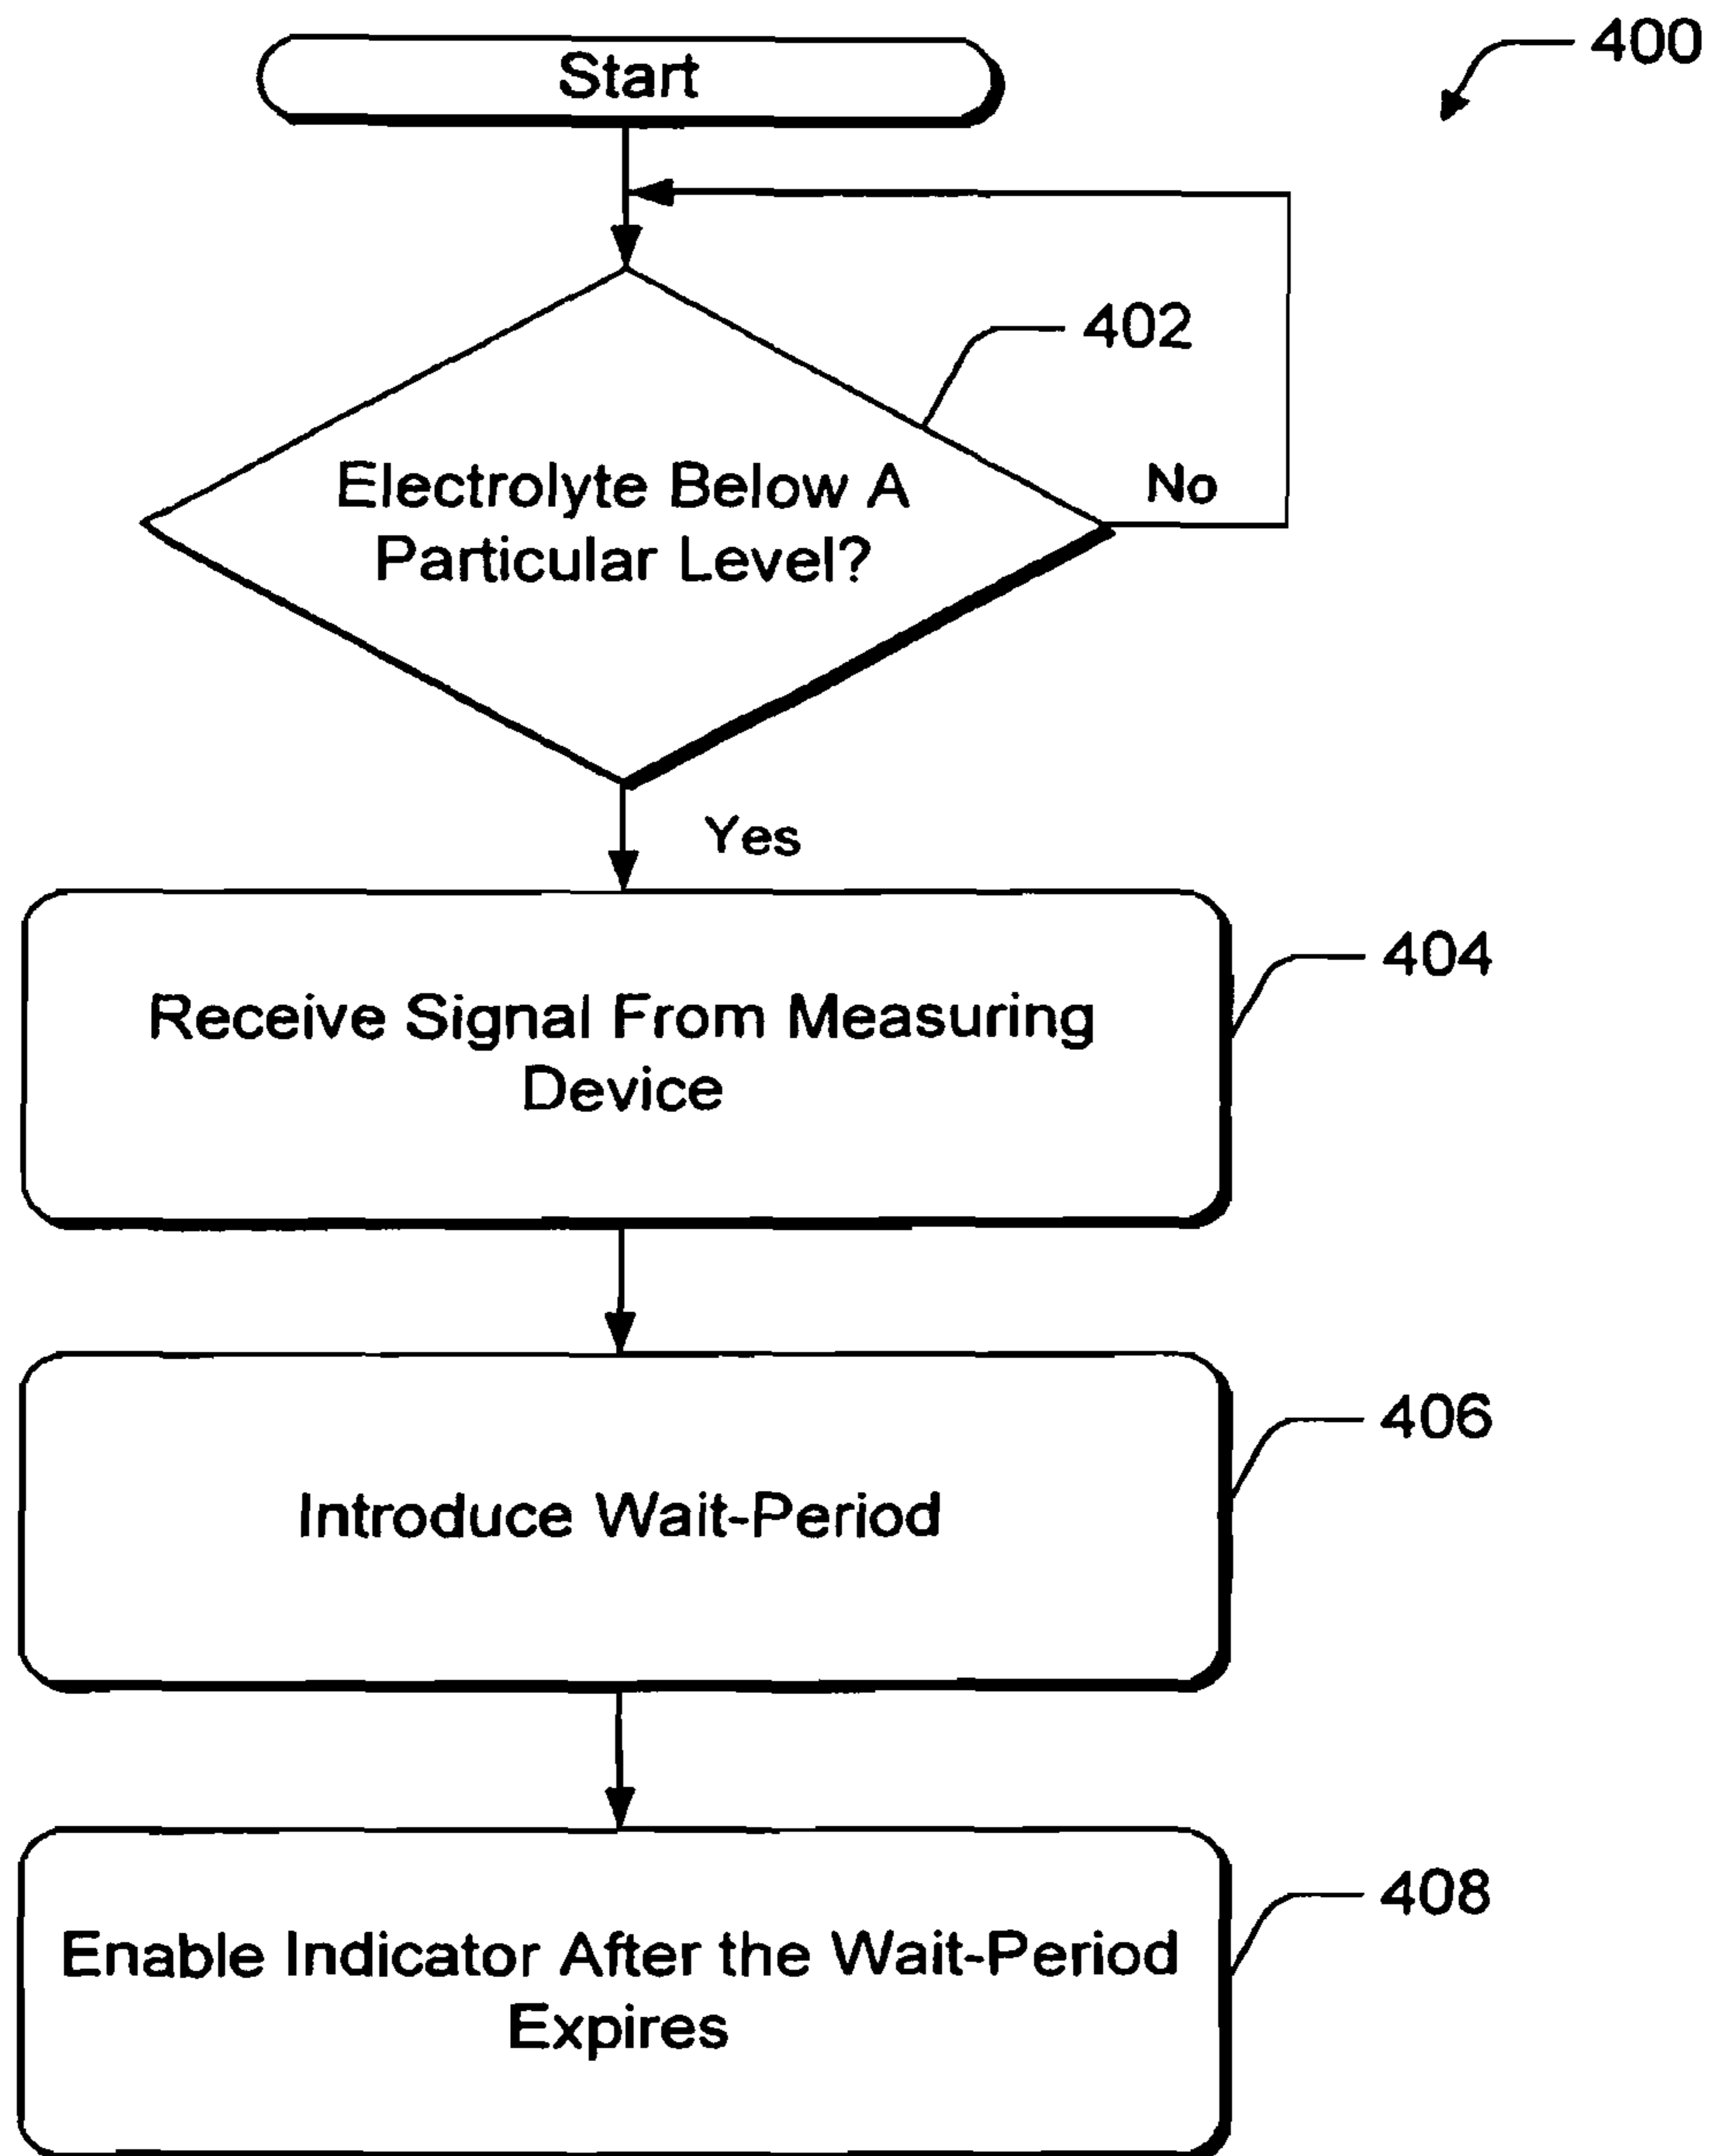 Start
400
402
Electrolyte Below A
Particular Level?
No
Yes
404
Receive Signal From Measuring
Device
406
Introduce Wait-Period
408
Enable Indicator After the Wait-Period
Expires